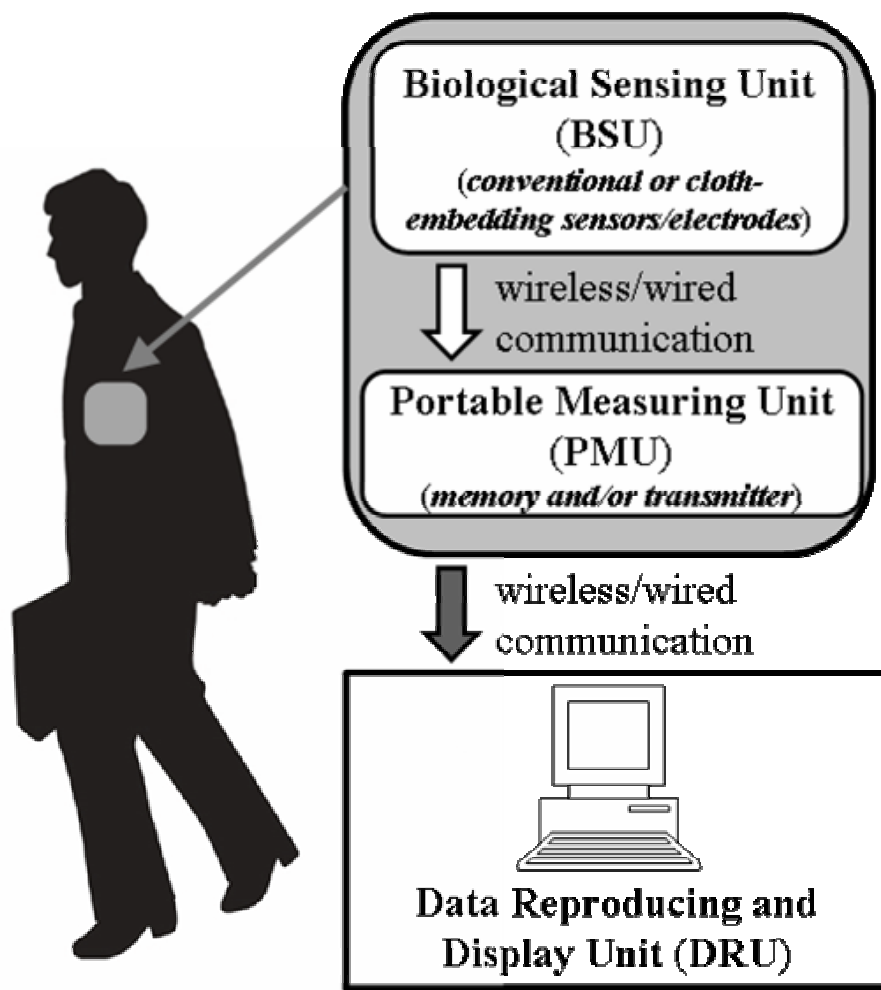 Biological Sensing Unit
(BSU)
(conventional or cloth-
embedding sensors/electrodes)
wireless/wired
communication
Portable Measuring Unit
(PMU)
(memory and/or transmitter)
wireless/wired
communication
Data Reproducing and
Display Unit (DRU)